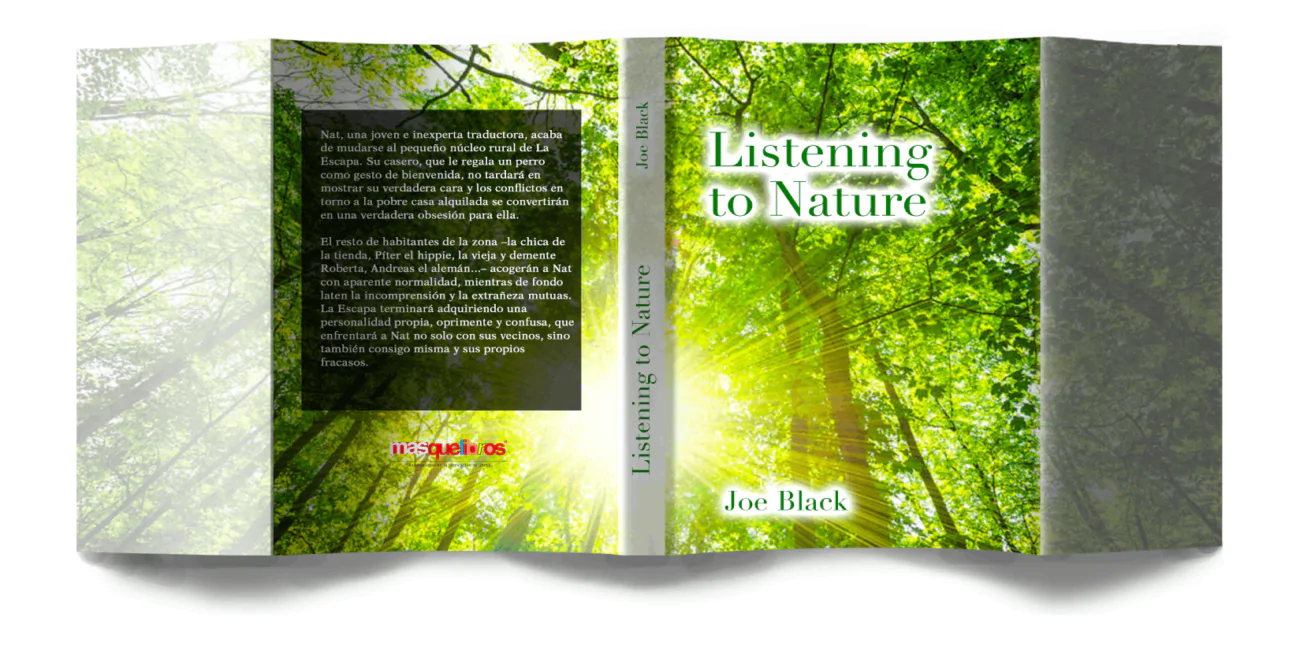 Nat, una joven e inexperta traductora, acaba
de mudarse al pequeño núcleo rural de La
Escapa. Su casero, que le regala un perro
como gesto de bienvenida, no tardará en
mostrar su verdadera cara y los conflictos en
torno a la pobre casa alquilada se convertirán
en una verdadera obsesión para ella.
El resto de habitantes de la zona –la chica de
la tienda, Píter el hippie, la vieja y demente
Roberta, Andreas el alemán...– acogerán a Nat
con aparente normalidad, mientras de fondo
laten la incomprensión y la extrañeza mutuas.
La Escapa terminará adquiriendo una
personalidad propia, oprimente y confusa, que
enfrentará a Nat no solo con sus vecinos, sino
también consigo misma y sus propios
fracasos.
masquelibros
Joe Black
Listening to Nature
Listening
to Nature
Joe Black